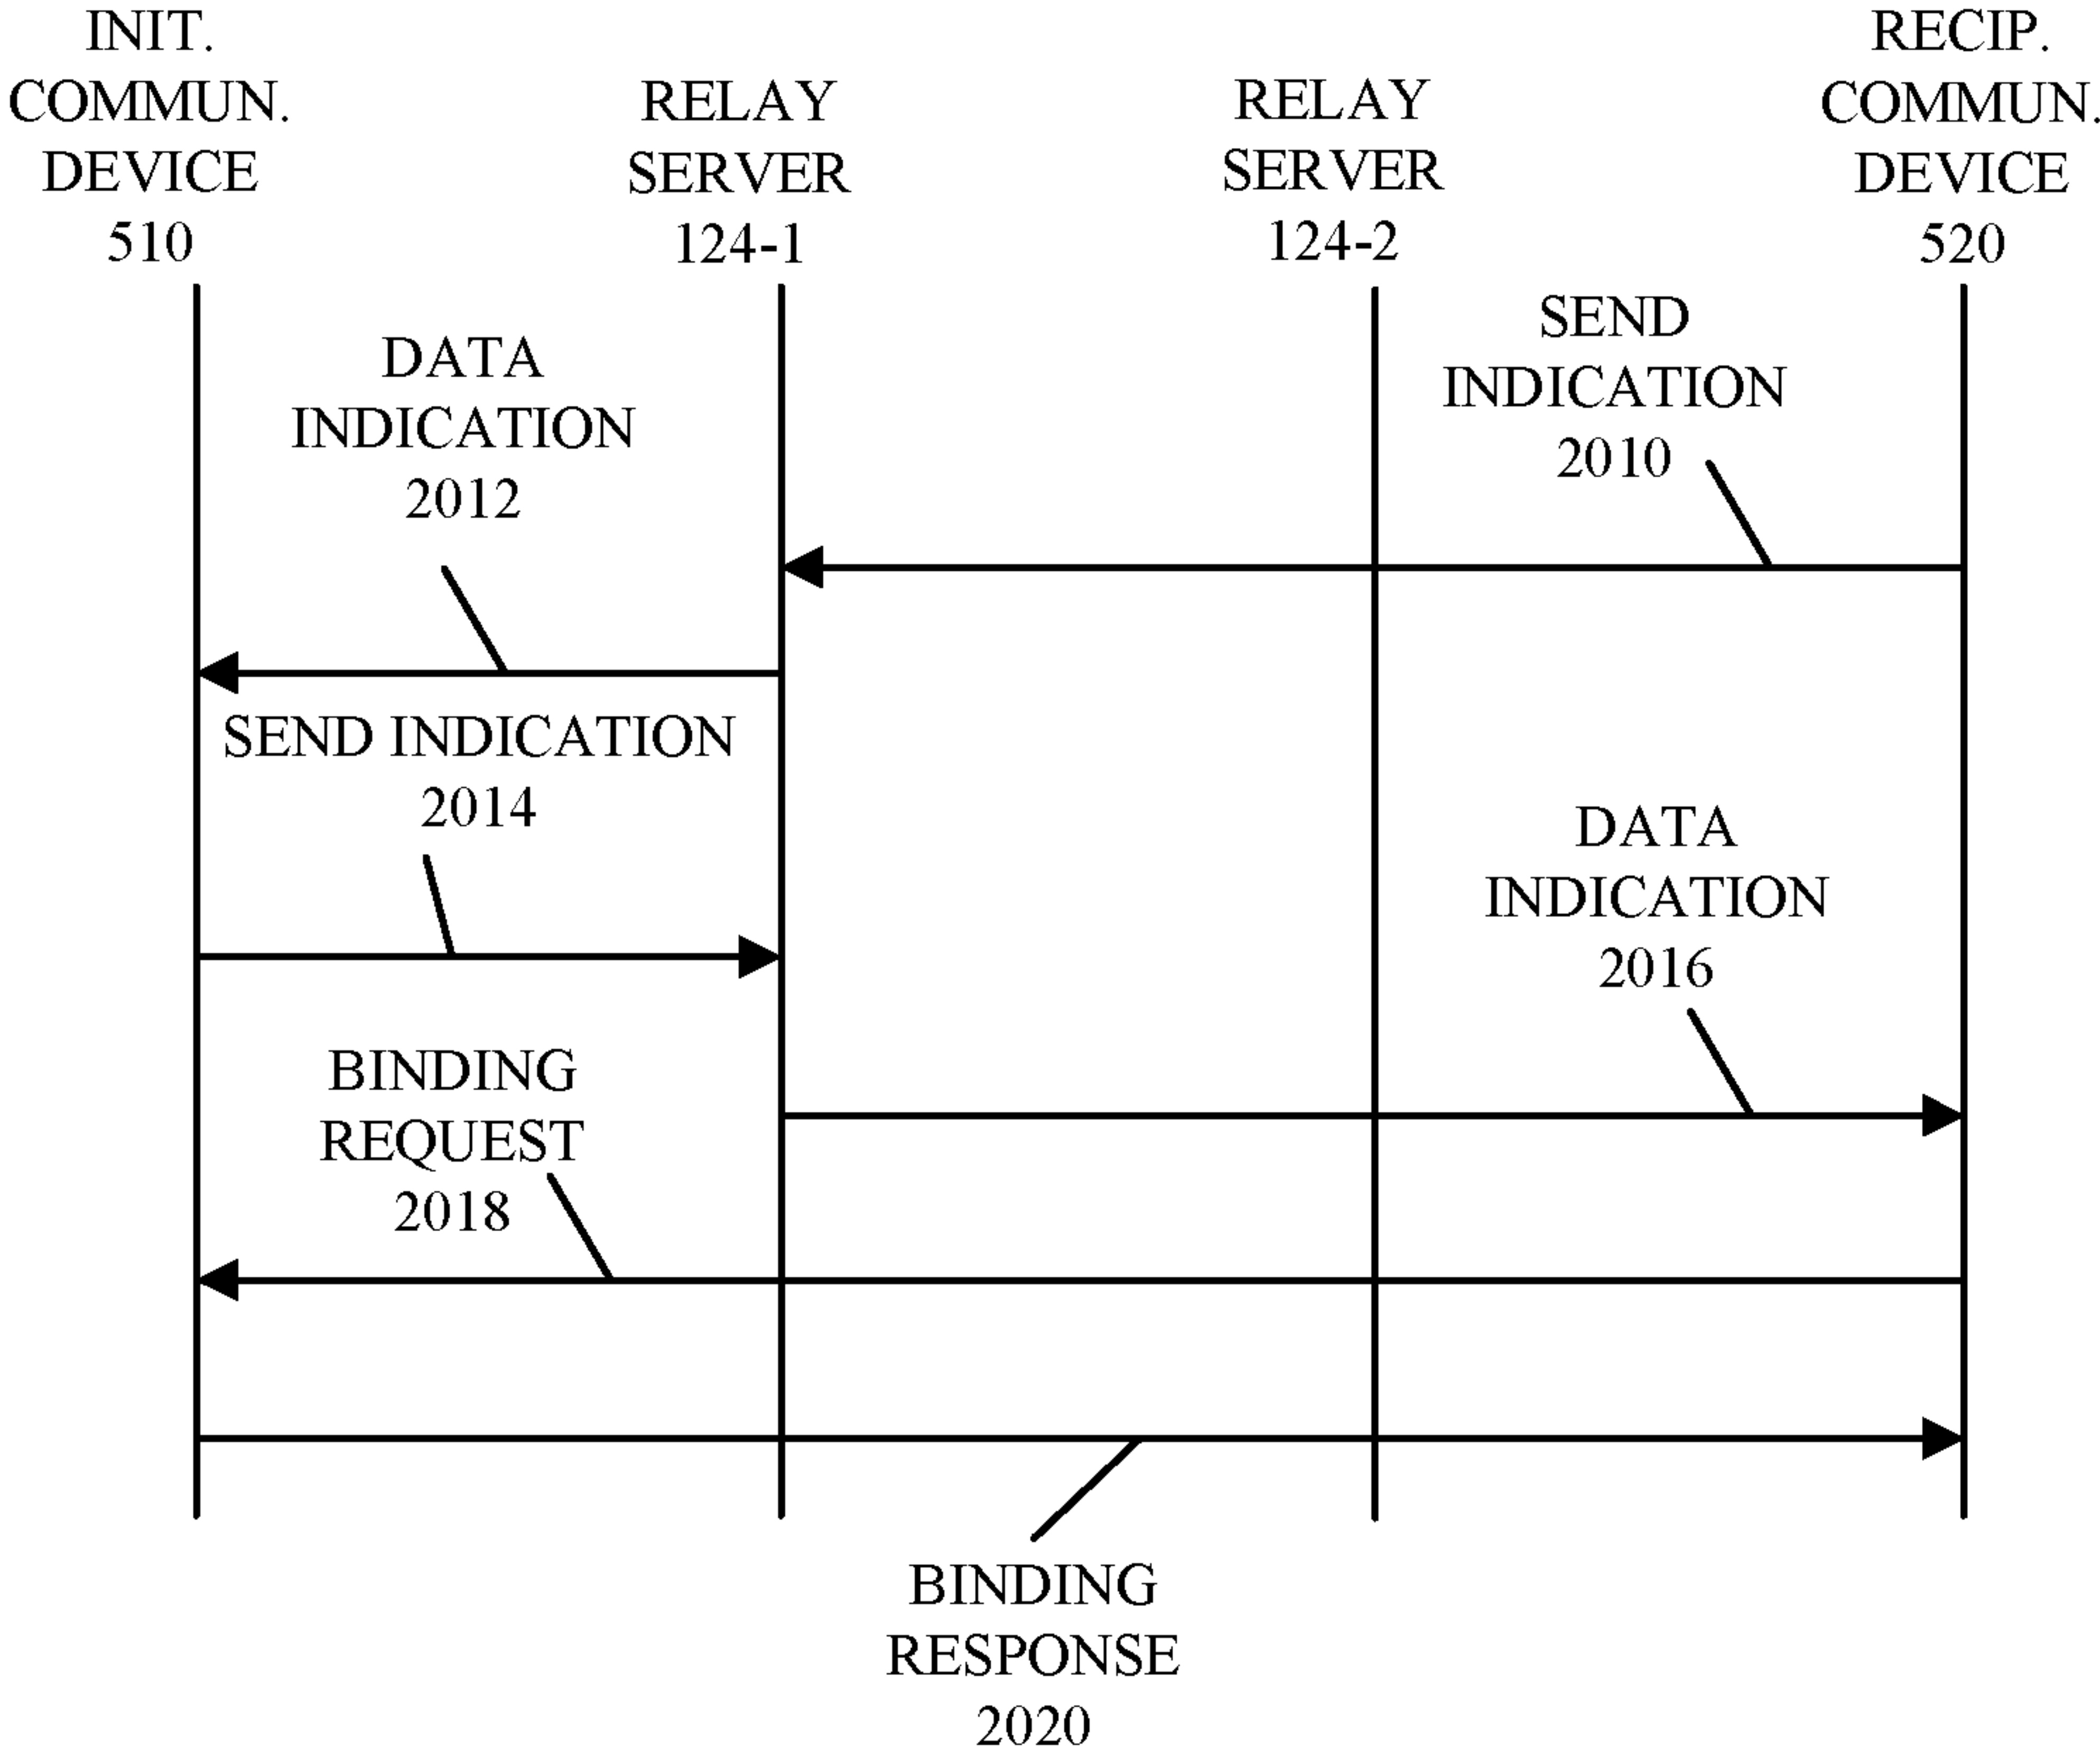 INIT.
COMMUN.
DEVICE
510
RELAY
SERVER
124-1
RELAY
SERVER
124-2
RECIP.
COMMUN.
DEVICE
520
SEND
INDICATION
2010
DATA
INDICATION
2012
SEND INDICATION
2014
DATA
INDICATION
2016
BINDING
REQUEST
2018
BINDING
RESPONSE
2020